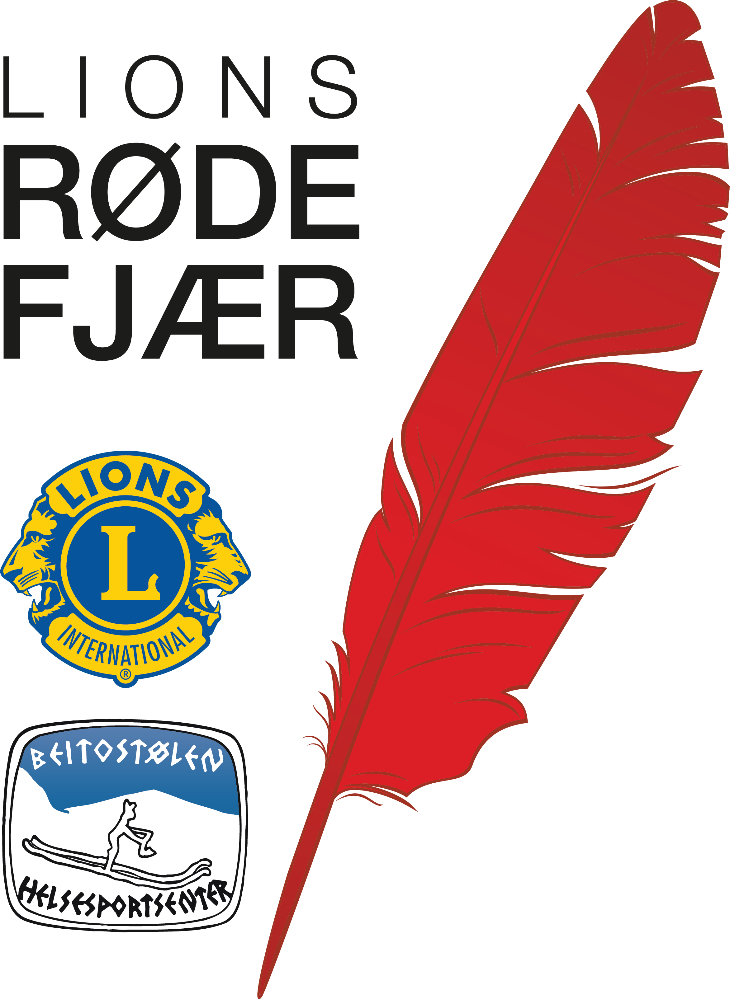 LIONS
RØDE
FJÆR
LIONS
L
INTERNATIONAL
®
BEITOSTØLEN
HELSESPORTSENTER